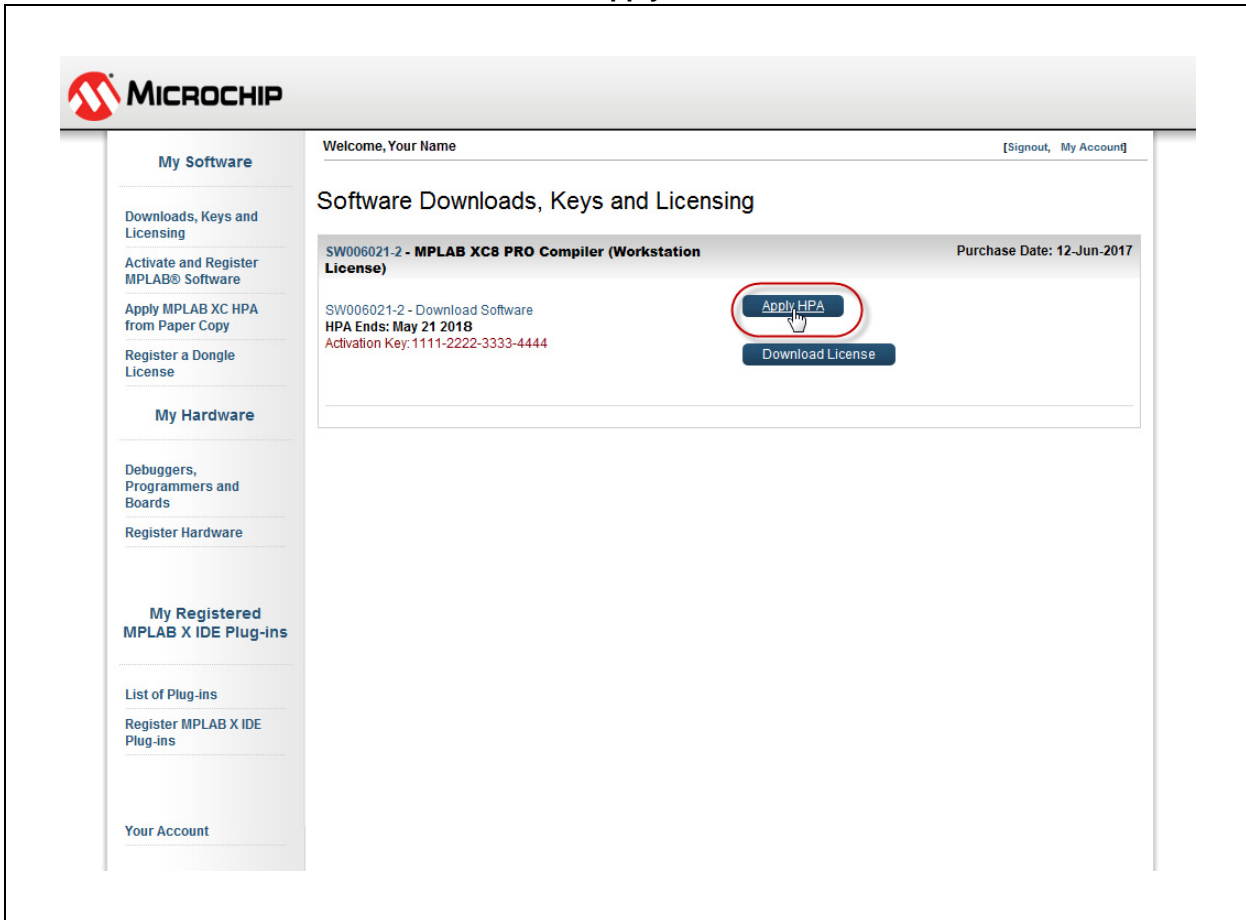 MICROCHIP
My Software
Downloads, Keys and
Licensing
Activate and Register
MPLAB® Software
Apply MPLAB XC HPA
from Paper Copy
Register a Dongle
License
My Hardware
Debuggers,
Programmers and
Boards
Register Hardware
My Registered
MPLAB X IDE Plug-ins
List of Plug-ins
Register MPLAB X IDE
Plug-ins
Your Account
Welcome, Your Name
[Signout, My Account]
Software Downloads, Keys and Licensing
SW006021-2 - MPLAB XC8 PRO Compiler (Workstation
License)
Purchase Date: 12-Jun-2017
SW006021-2 - Download Software
HPA Ends: May 21 2018
Activation Key: 1111-2222-3333-4444
Apply HPA
Download License